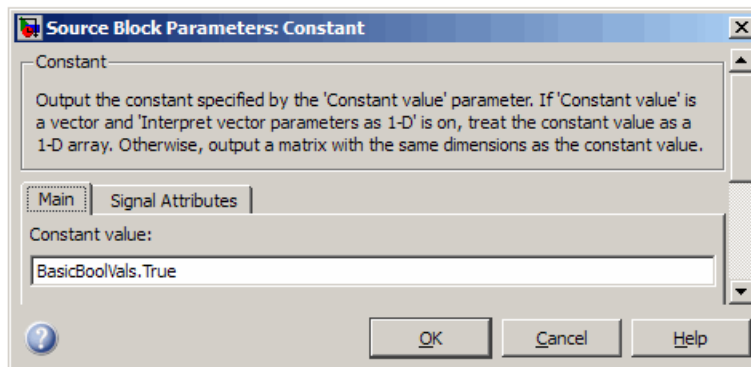 Source Block Parameters: Constant
Constant
Output the constant specified by the 'Constant value' parameter. If 'Constant value' is
a vector and 'Interpret vector parameters as 1-D' is on, treat the constant value as a
1-D array. Otherwise, output a matrix with the same dimensions as the constant value.
Main Signal Attributes
Constant value:
BasicBoolVals.True
OK Cancel Help